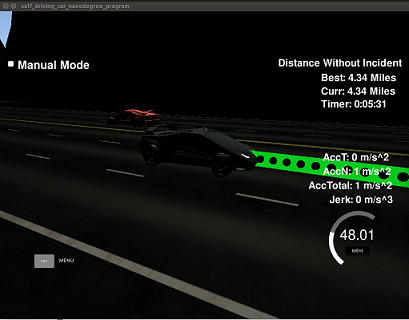 self_driving_car_nanodegree_program
Manual Mode
Distance Without Incident
Best: 4.34 Miles
Curr: 4.34 Miles
Timer: 0:05:31
AccT: 0 m/s^2
AccN: 1 m/s^2
AccTotal: 1 m/s^2
Jerk: 0 m/s^3
48.01
MPH
MENU